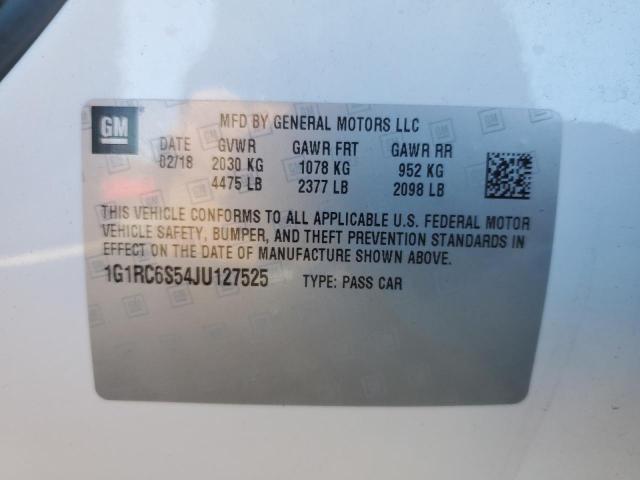 GM
MFD BY GENERAL MOTORS LLC
DATE GVWR GAWR FRT GAWR RR
02/18 2030 KG 1078 KG 952 KG
4475 LB 2377 LB 2098 LB
THIS VEHICLE CONFORMS TO ALL APPLICABLE U.S. FEDERAL MOTOR
VEHICLE SAFETY, BUMPER, AND THEFT PREVENTION STANDARDS IN
EFFECT ON THE DATE OF MANUFACTURE SHOWN ABOVE.
1G1RC6S54JU127525 TYPE: PASS CAR